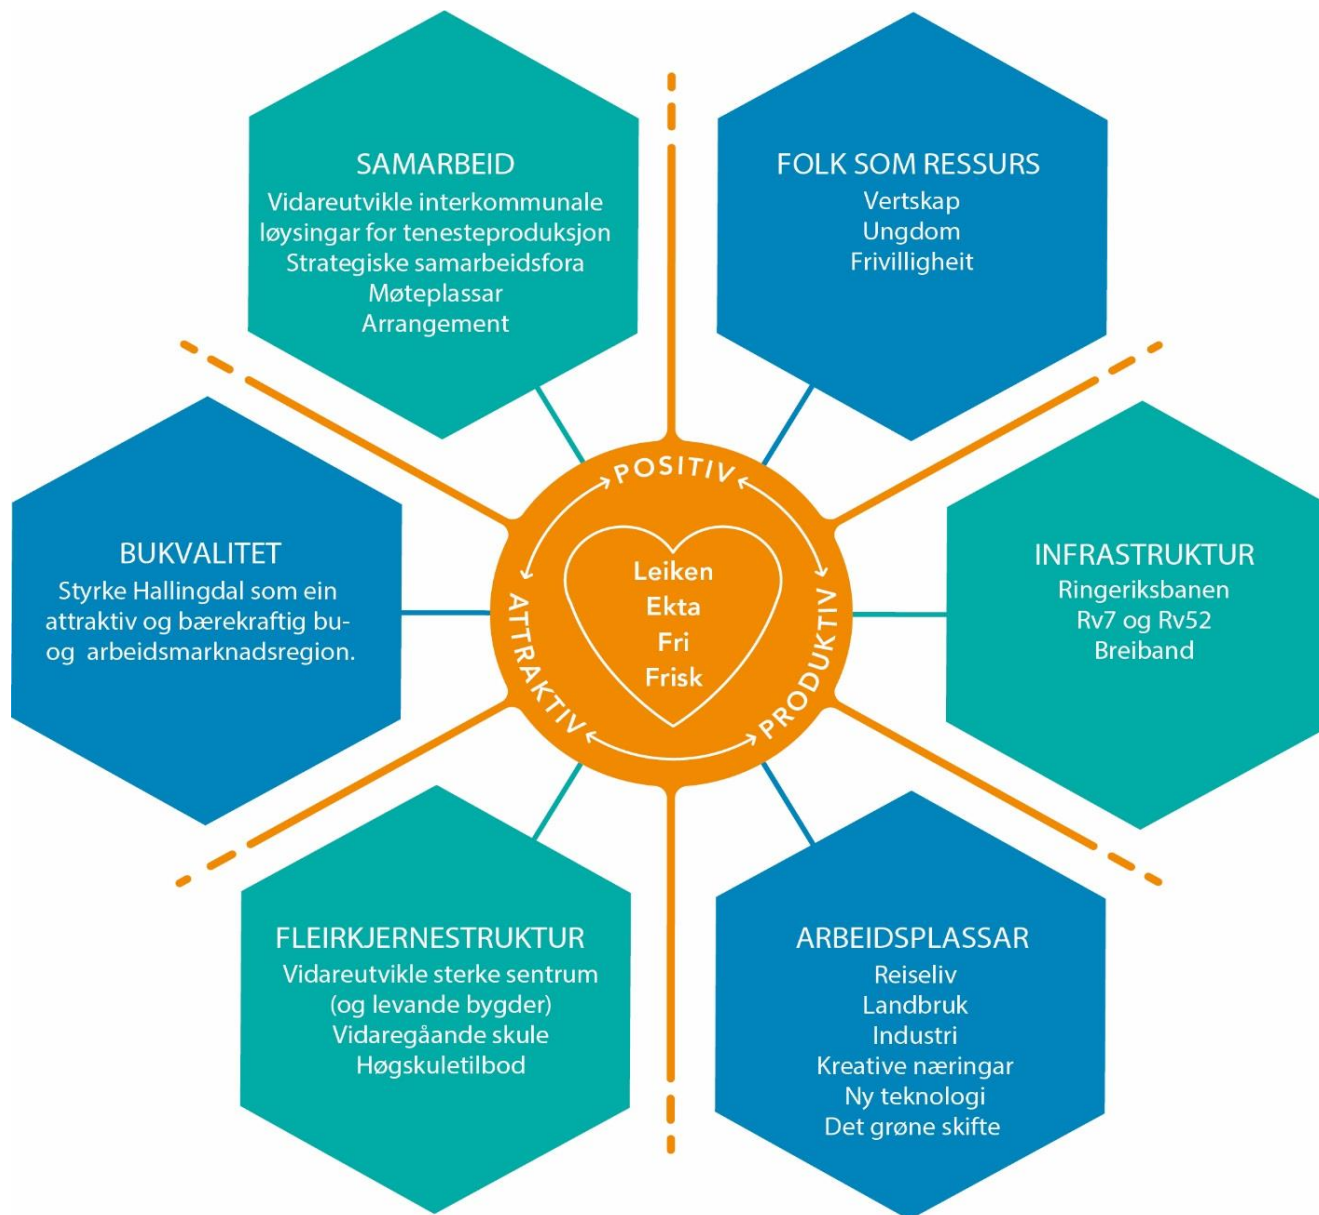 SAMARBEID
Vidareutvikle interkommunale
løysingar for tenesteproduksjon
Strategiske samarbeidsfora
Møteplassar
Arrangement
FOLK SOM RESSURS
Vertskap
Ungdom
Frivilligheit
BUKVALITET
Styrke Hallingdal som ein
attraktiv og bærekraftig bu-
og arbeidsmarknadsregion.
POSITIV
ATTRAKTIV
PRODUKTIV
Leiken
Ekta
Fri
Frisk
INFRASTRUKTUR
Ringeriksbanen
Rv7 og Rv52
Breiband
FLEIRKJERNESTRUKTUR
Vidareutvikle sterke sentrum
(og levande bygder)
Vidaregåande skule
Høgskuletilbod
ARBEIDSPLASSAR
Reiseliv
Landbruk
Industri
Kreative næringar
Ny teknologi
Det grøne skifte